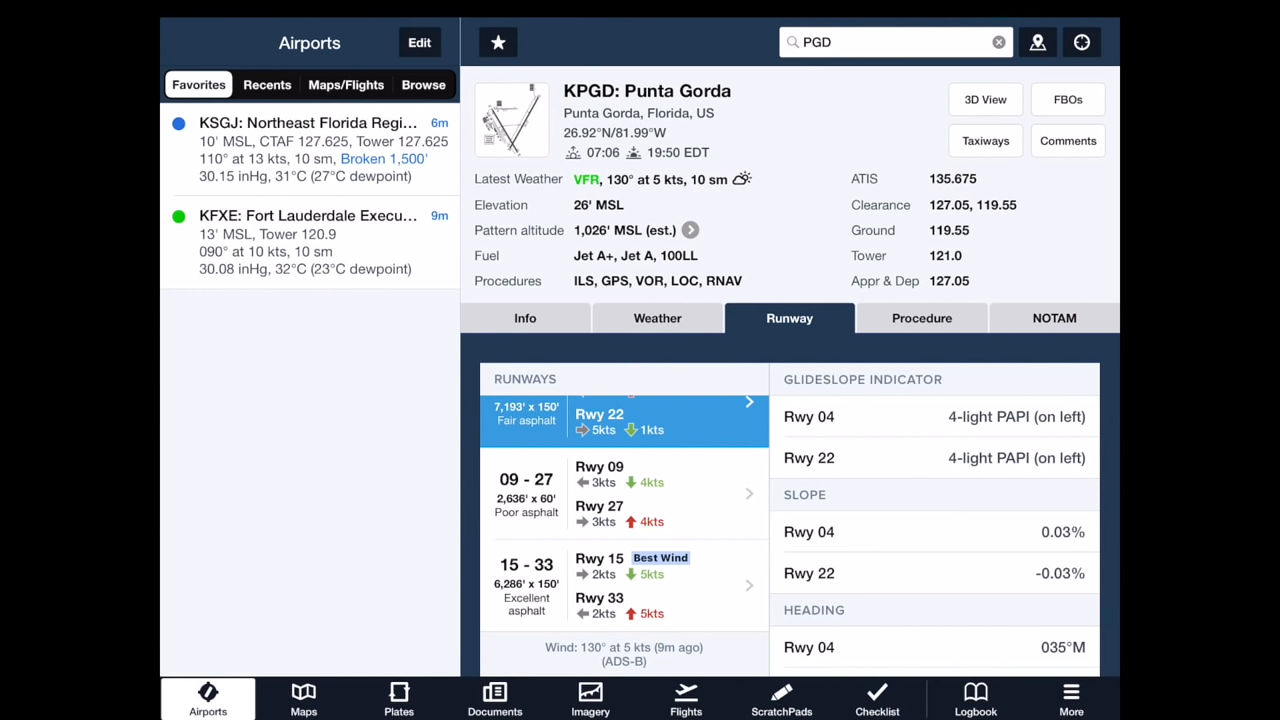 Airports
Edit
PGD
Favorites
Recents
Maps/Flights
Browse
KSGJ: Northeast Florida Regi...
6m
10' MSL, CTAF 127.625, Tower 127.625
110° at 13 kts, 10 sm, Broken 1,500'
30.15 inHg, 31°C (27°C dewpoint)
KFXE: Fort Lauderdale Execu...
9m
13' MSL, Tower 120.9
090° at 10 kts, 10 sm
30.08 inHg, 32°C (23°C dewpoint)
KPGD: Punta Gorda
Punta Gorda, Florida, US
26.92°N/81.99°W
07:06 19:50 EDT
3D View
FBOs
Taxiways
Comments
Latest Weather VFR, 130° at 5 kts, 10 sm
Elevation 26' MSL
Pattern altitude 1,026' MSL (est.)
Fuel Jet A+, Jet A, 100LL
Procedures ILS, GPS, VOR, LOC, RNAV
ATIS 135.675
Clearance 127.05, 119.55
Ground 119.55
Tower 121.0
Appr & Dep 127.05
Info
Weather
Runway
Procedure
NOTAM
RUNWAYS
7,193' x 150'
Fair asphalt
Rwy 22
5kts 1kts
09 - 27
2,636' x 60'
Poor asphalt
Rwy 09
3kts 4kts
Rwy 27
3kts 4kts
15 - 33
6,286' x 150'
Excellent
asphalt
Rwy 15 Best Wind
2kts 5kts
Rwy 33
2kts 5kts
Wind: 130° at 5 kts (9m ago)
(ADS-B)
GLIDESLOPE INDICATOR
Rwy 04 4-light PAPI (on left)
Rwy 22 4-light PAPI (on left)
SLOPE
Rwy 04 0.03%
Rwy 22 -0.03%
HEADING
Rwy 04 035°M
Airports
Maps
Plates
Documents
Imagery
Flights
ScratchPads
Checklist
Logbook
More